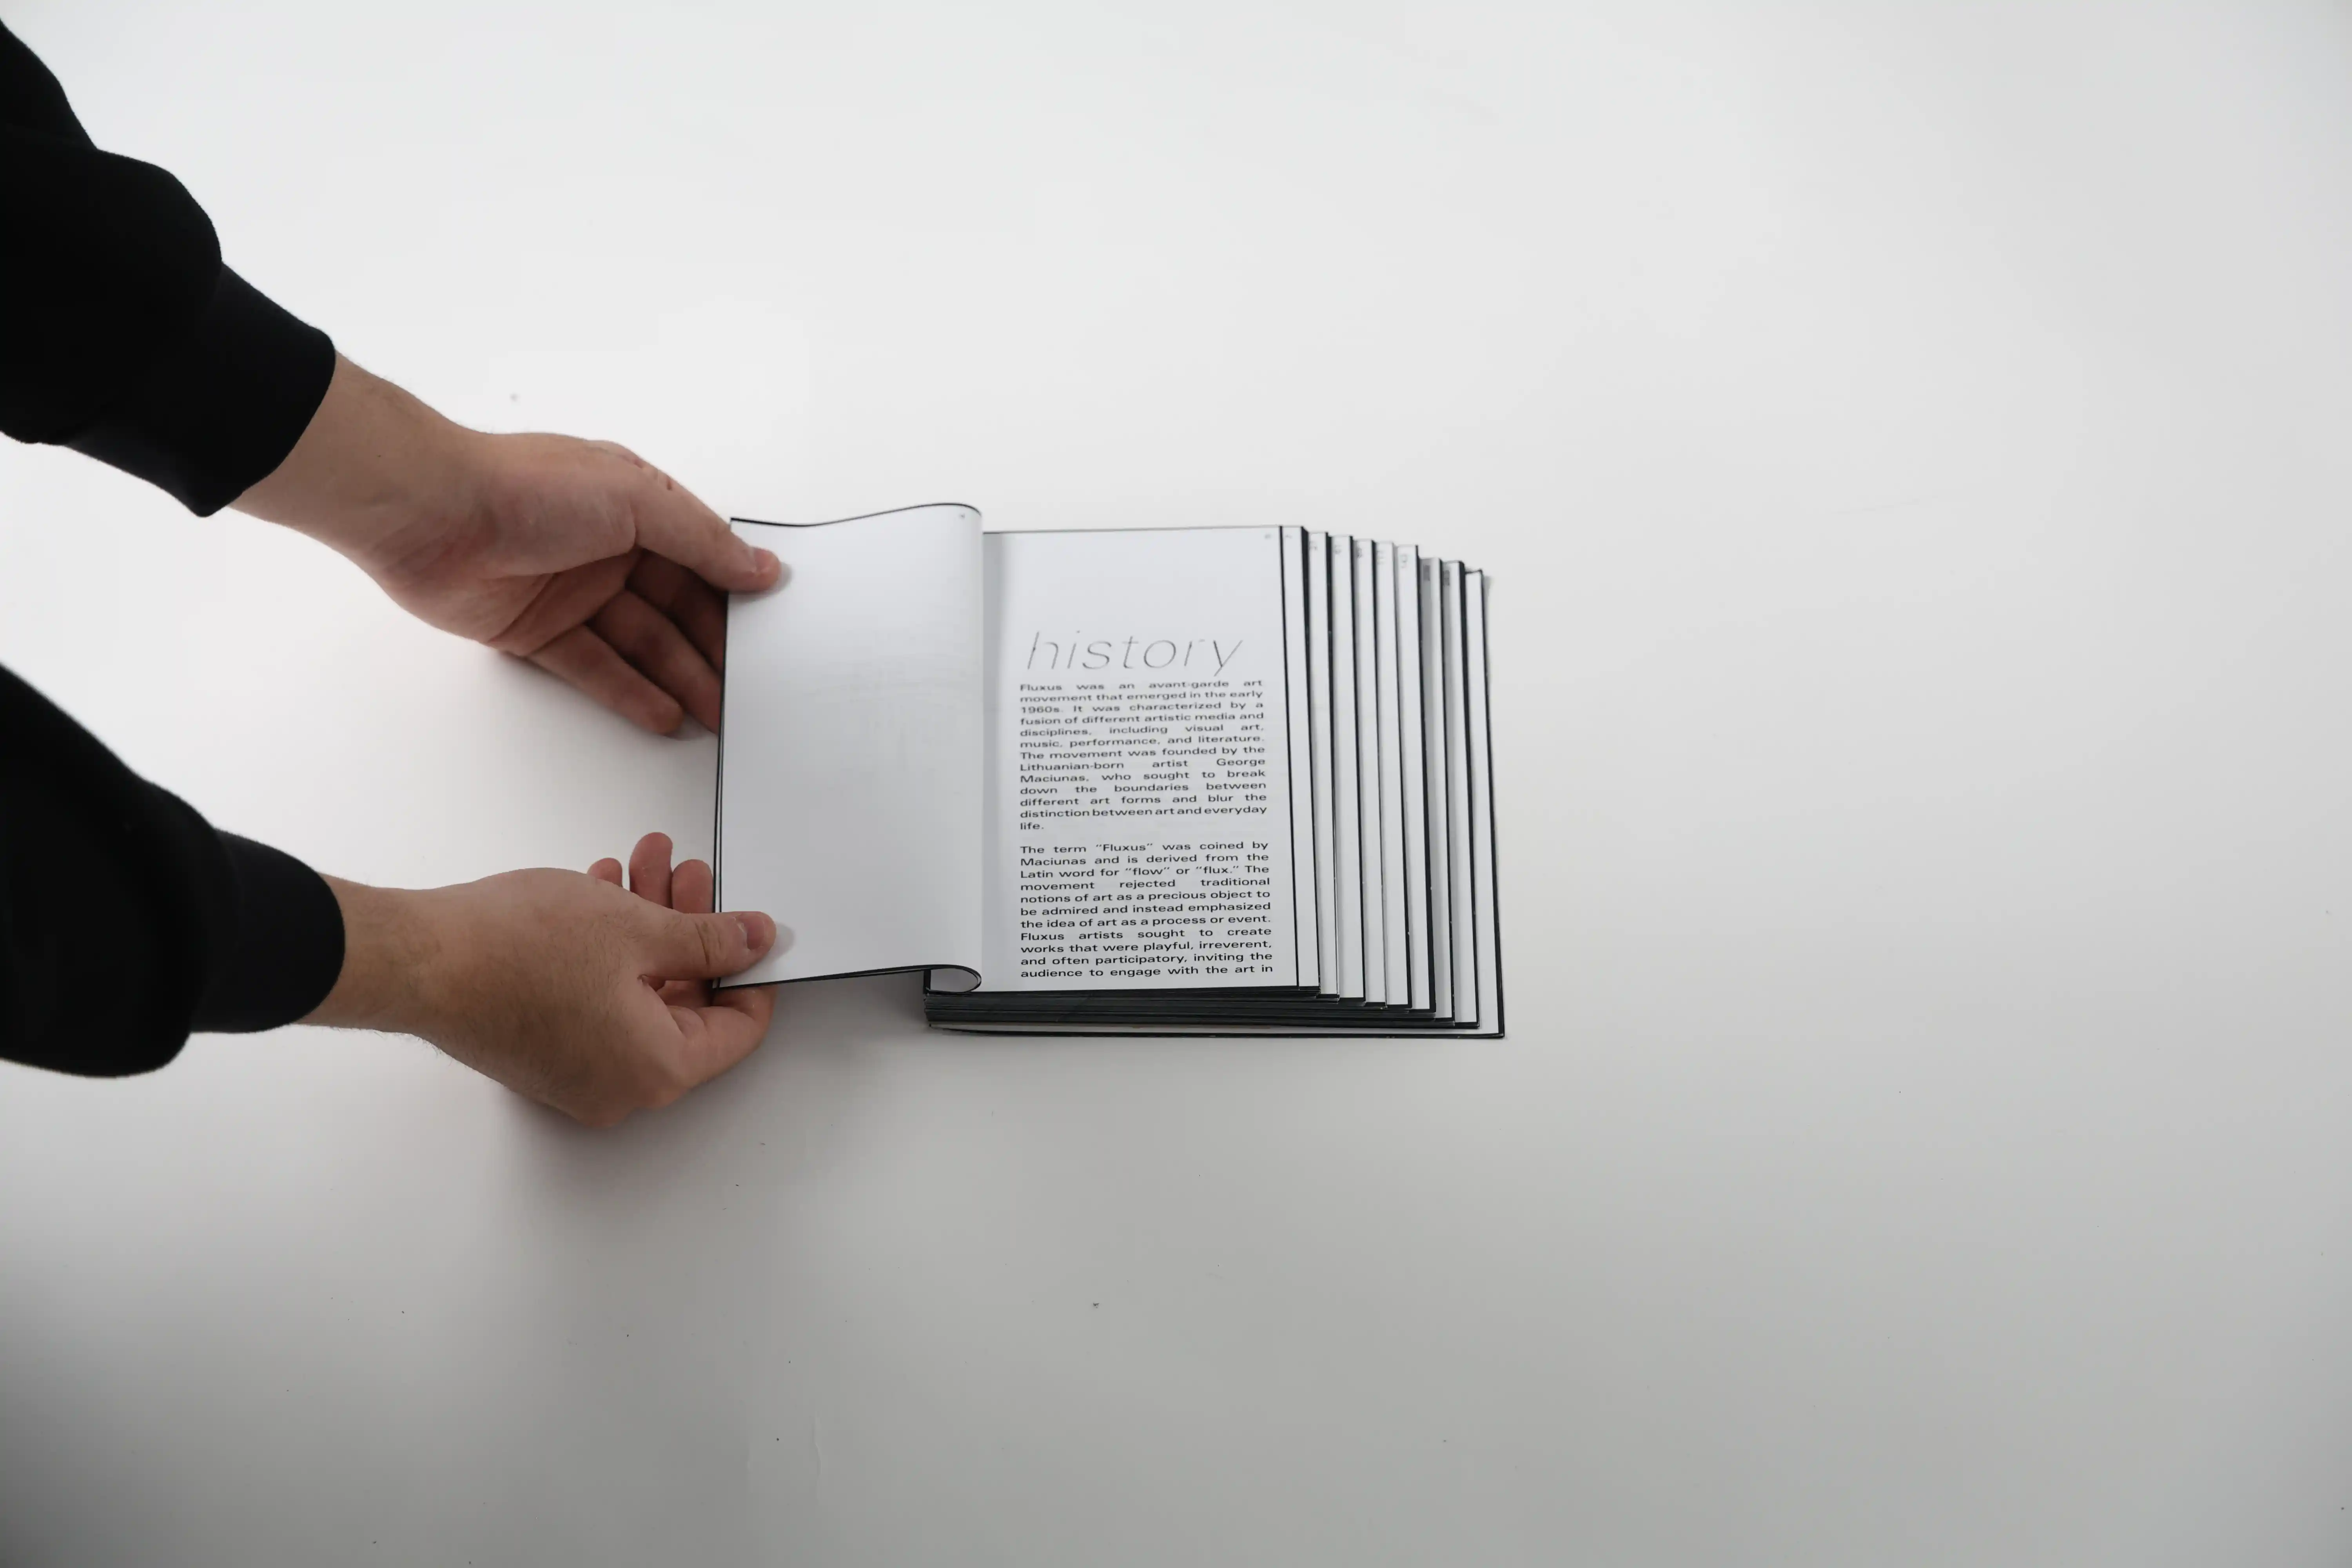 history
Fluxus was an avant-garde art
movement that emerged in the early
1960s. It was characterized by a
fusion of different artistic media and
disciplines, including visual art,
music, performance, and literature.
The movement was founded by the
Lithuanian-born artist George
Maciunas, who sought to break
down the boundaries between
different art forms and blur the
distinction between art and everyday
life.
The term “Fluxus” was coined by
Maciunas and is derived from the
Latin word for “flow” or “flux.” The
movement rejected traditional
notions of art as a precious object to
be admired and instead emphasized
the idea of art as a process or event.
Fluxus artists sought to create
works that were playful, irreverent,
and often participatory, inviting the
audience to engage with the art in